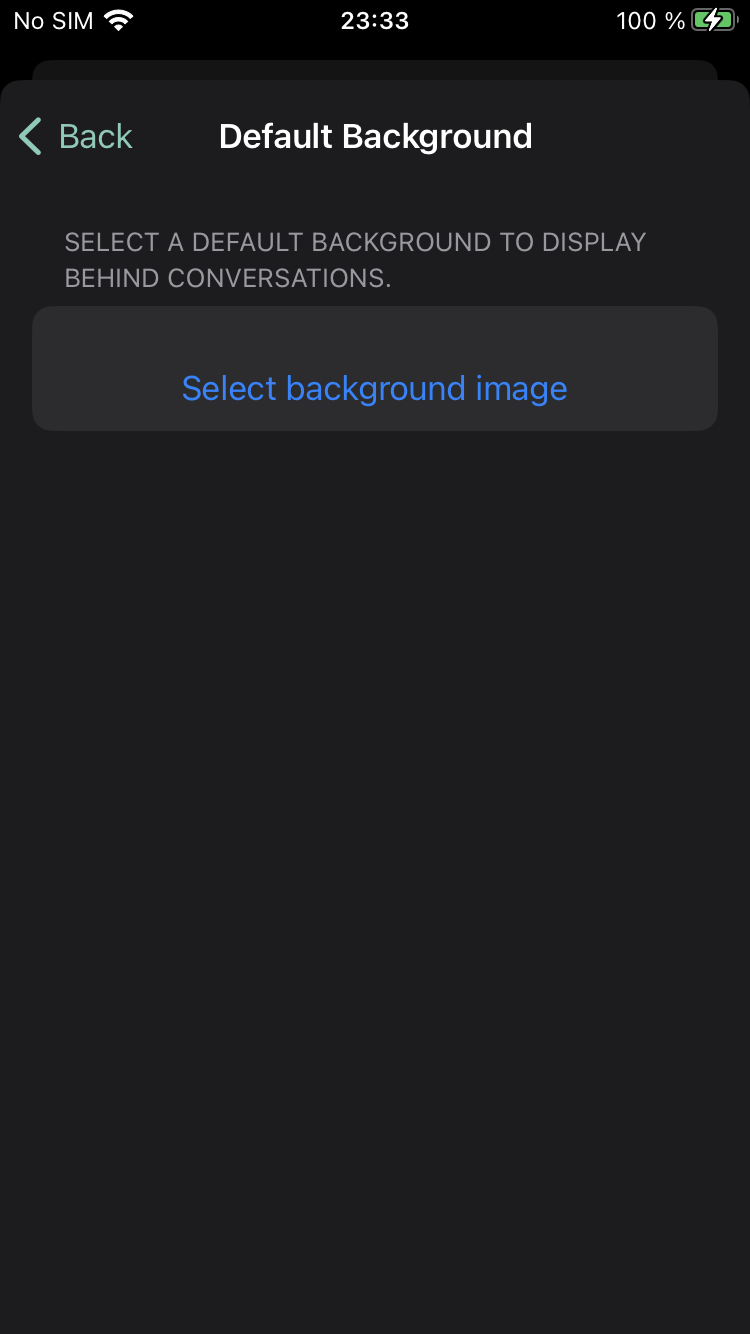 No SIM 23:33 100 %
Back Default Background
SELECT A DEFAULT BACKGROUND TO DISPLAY
BEHIND CONVERSATIONS.
Select background image